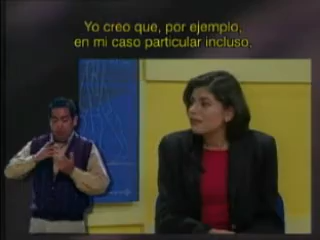 Yo creo que, por ejemplo,
en mi caso particular incluso,